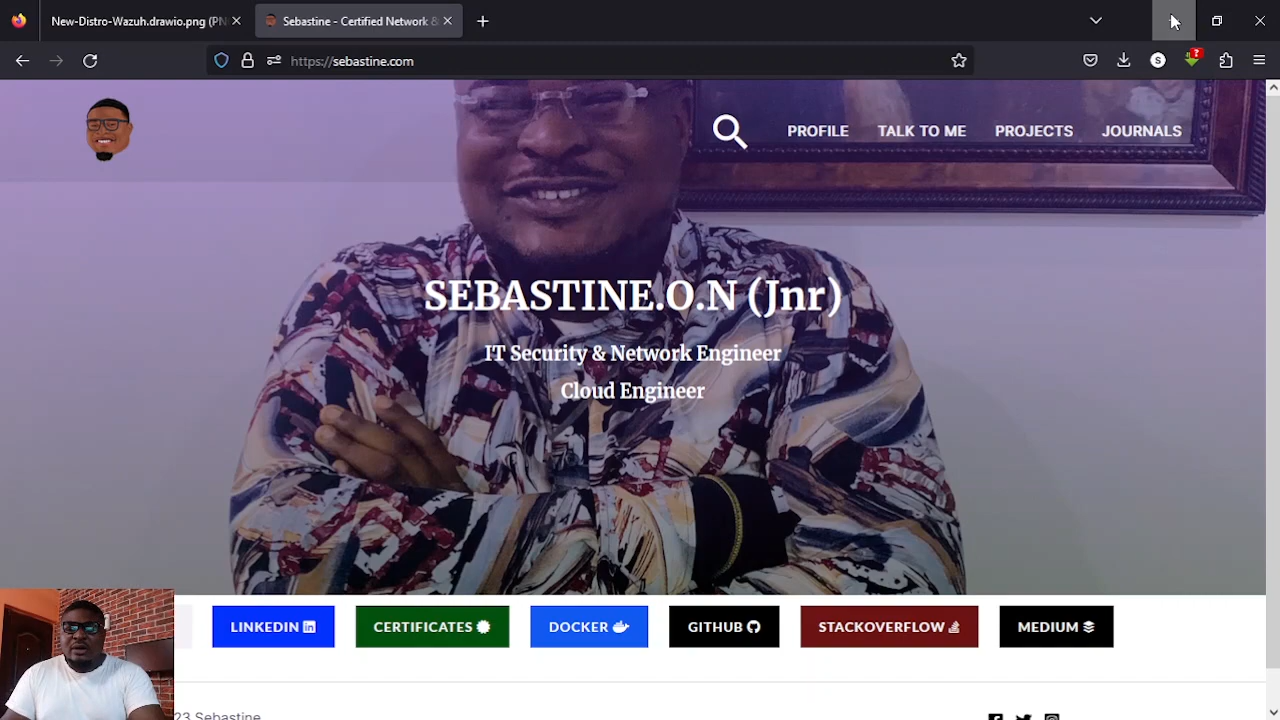 New-Distro-Wazuh.drawio.png (PN
Sebastine - Certified Network &
https://sebastine.com
S
?
PROFILE
TALK TO ME
PROJECTS
JOURNALS
SEBASTINE.O.N (Jnr)
IT Security & Network Engineer
Cloud Engineer
LINKEDIN
CERTIFICATES
DOCKER
GITHUB
STACKOVERFLOW
MEDIUM
23 Sebastine